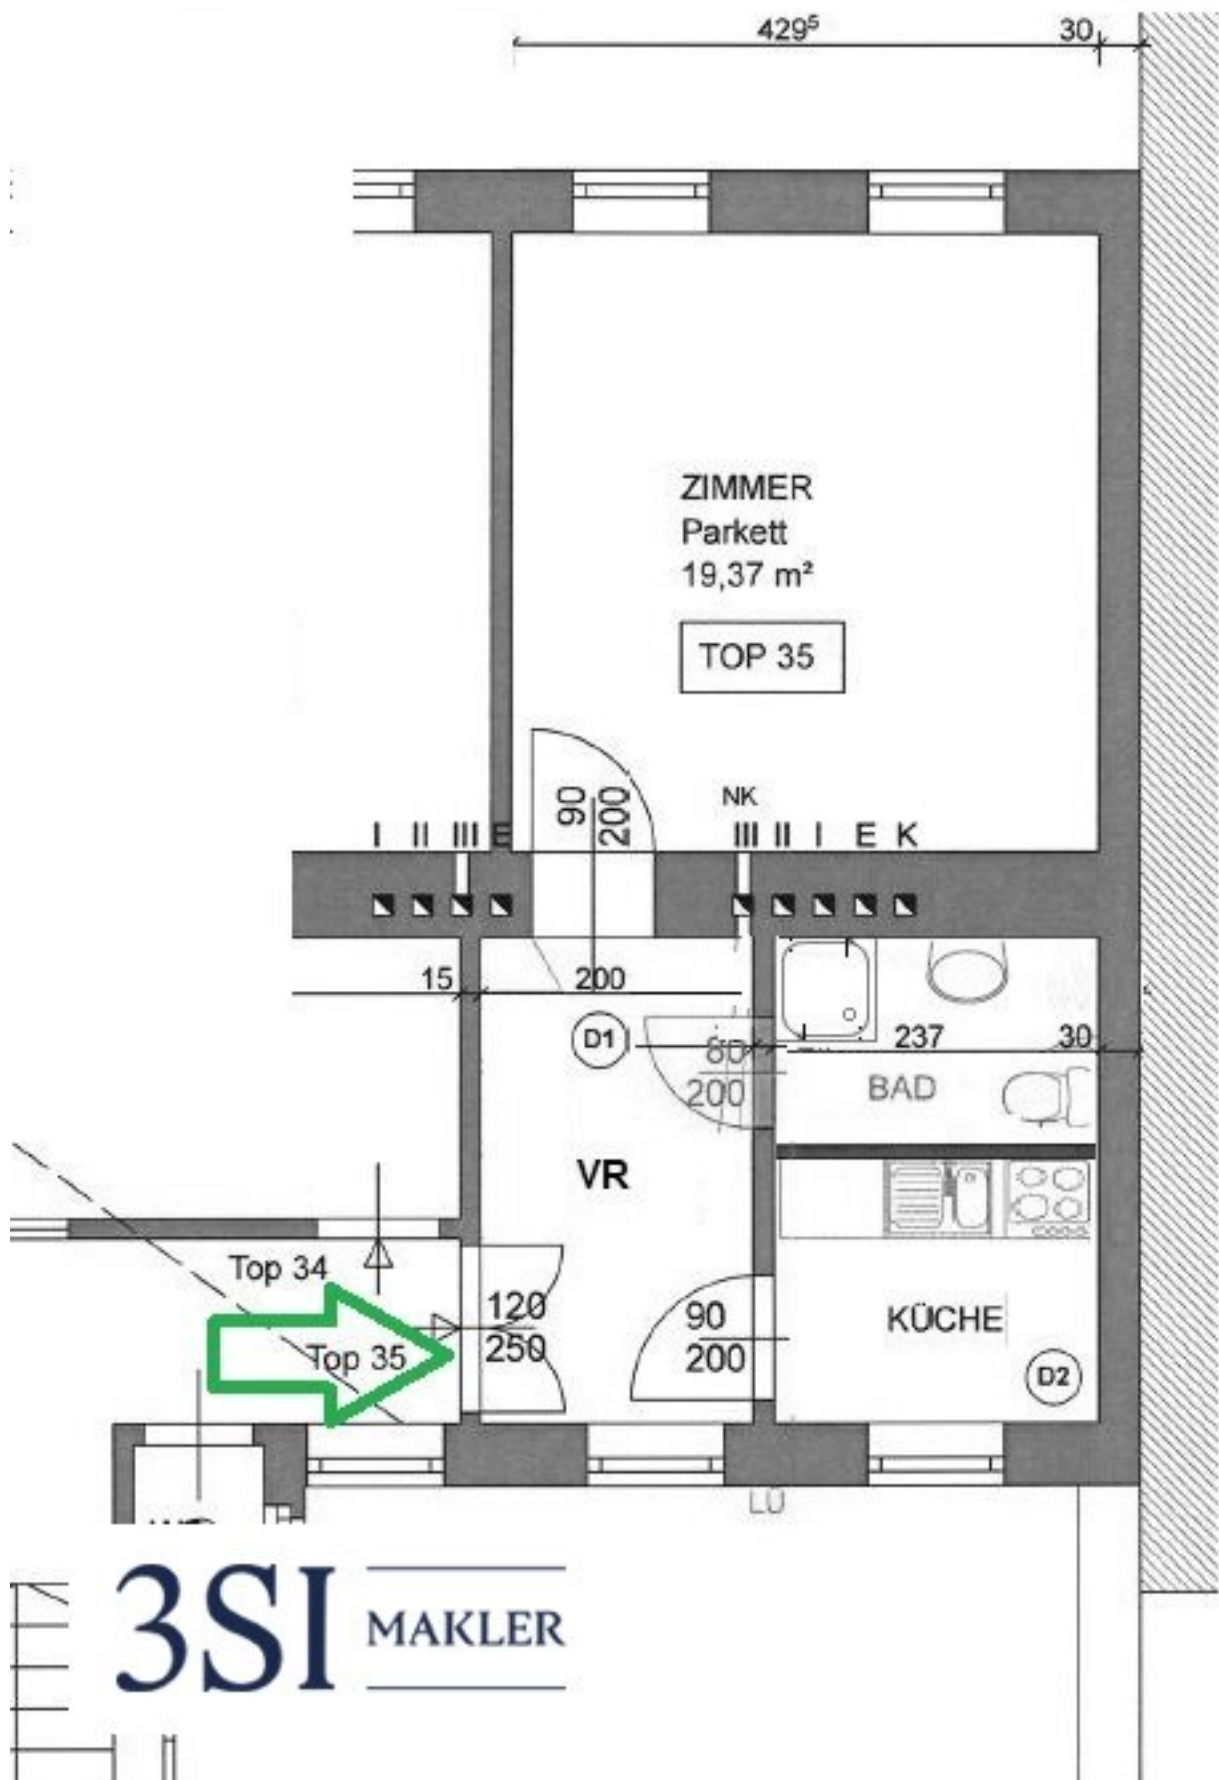 429⁵
30
ZIMMER
Parkett
19,37 m²
TOP 35
90
200
NK
I II III E
III II I E K
15
200
D1
80
200
237
30
BAD
VR
Top 34
120
250
Top 35
90
200
KÜCHE
D2
3SI
MAKLER